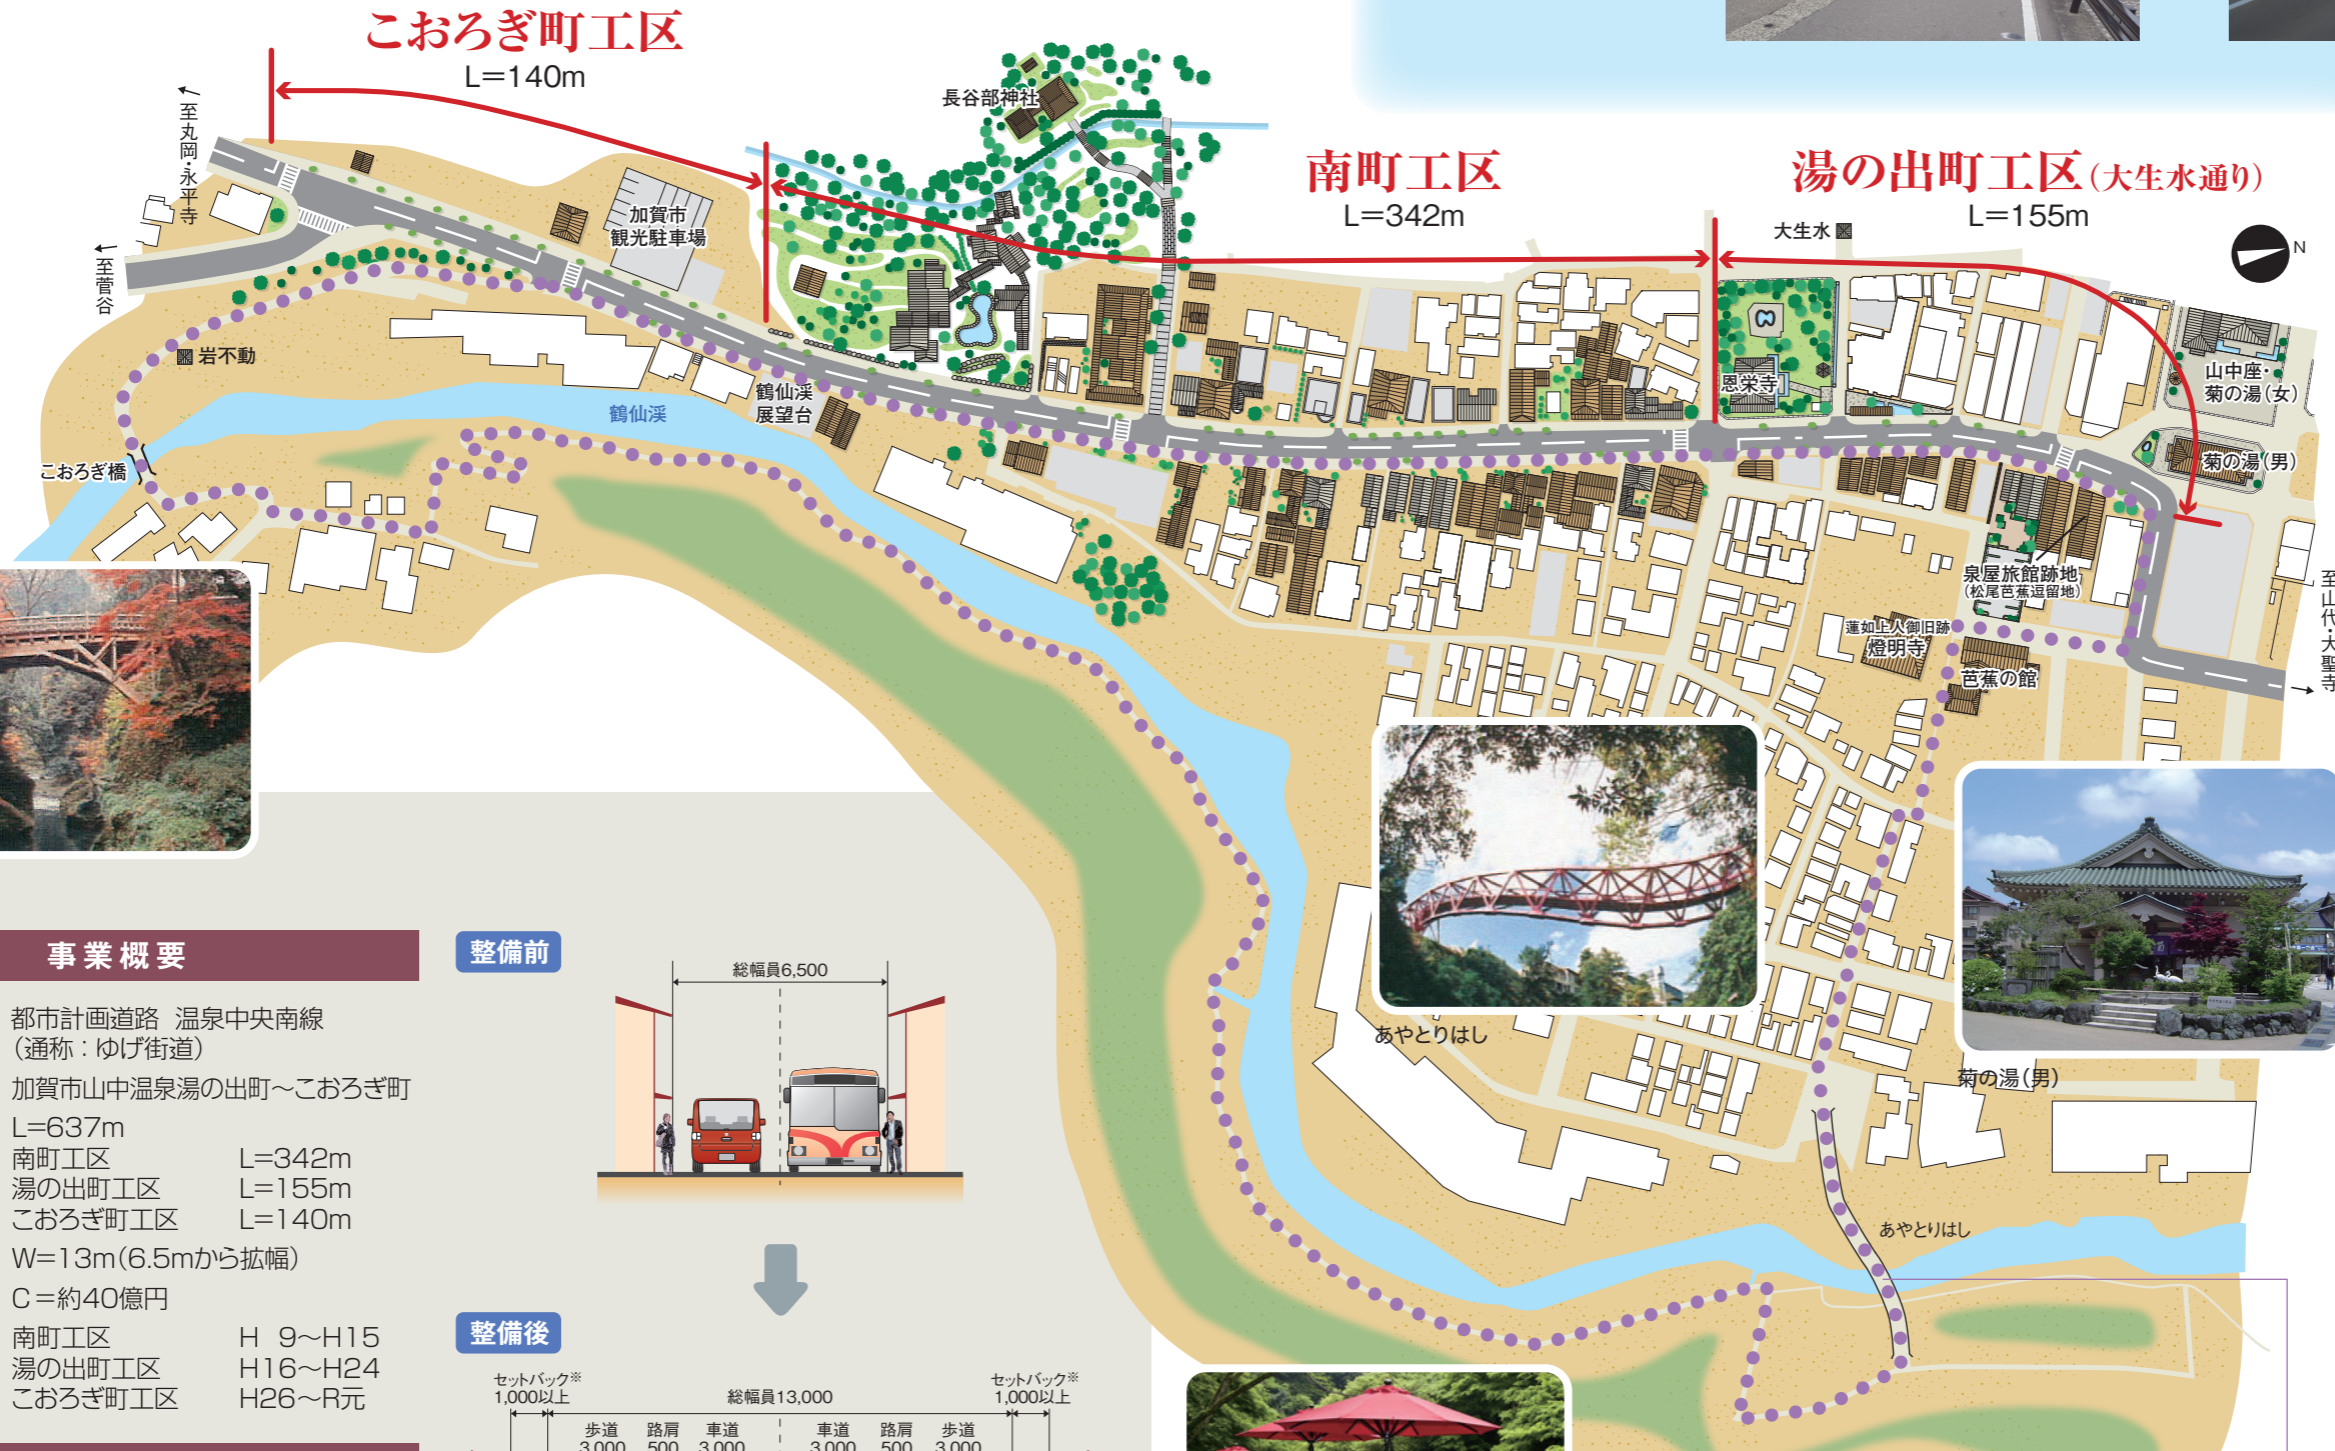 こおろぎ町工区
L=140m
南町工区
L=342m
湯の出町工区(大生水通り)
L=155m
←至丸岡・永平寺
←至菅谷
加賀市
観光駐車場
長谷部神社
大生水
N
岩不動
こおろぎ橋
鶴仙渓
鶴仙渓
展望台
恩栄寺
山中座・
菊の湯(女)
菊の湯(男)
泉屋旅館跡地
(松尾芭蕉逗留地)
蓮如上人御旧跡
燈明寺
芭蕉の館
至山代・大聖寺→
あやとりはし
菊の湯(男)
あやとりはし
事業概要
都市計画道路 温泉中央南線
(通称:ゆげ街道)
加賀市山中温泉湯の出町~こおろぎ町
L=637m
南町工区 L=342m
湯の出町工区 L=155m
こおろぎ町工区 L=140m
W=13m(6.5mから拡幅)
C=約40億円
南町工区 H 9~H15
湯の出町工区 H16~H24
こおろぎ町工区 H26~R元
整備前
総幅員6,500
整備後
セットバック※
1,000以上
総幅員13,000
セットバック※
1,000以上
歩道 路肩 車道 車道 路肩 歩道
3,000 500 3,000 3,000 500 3,000